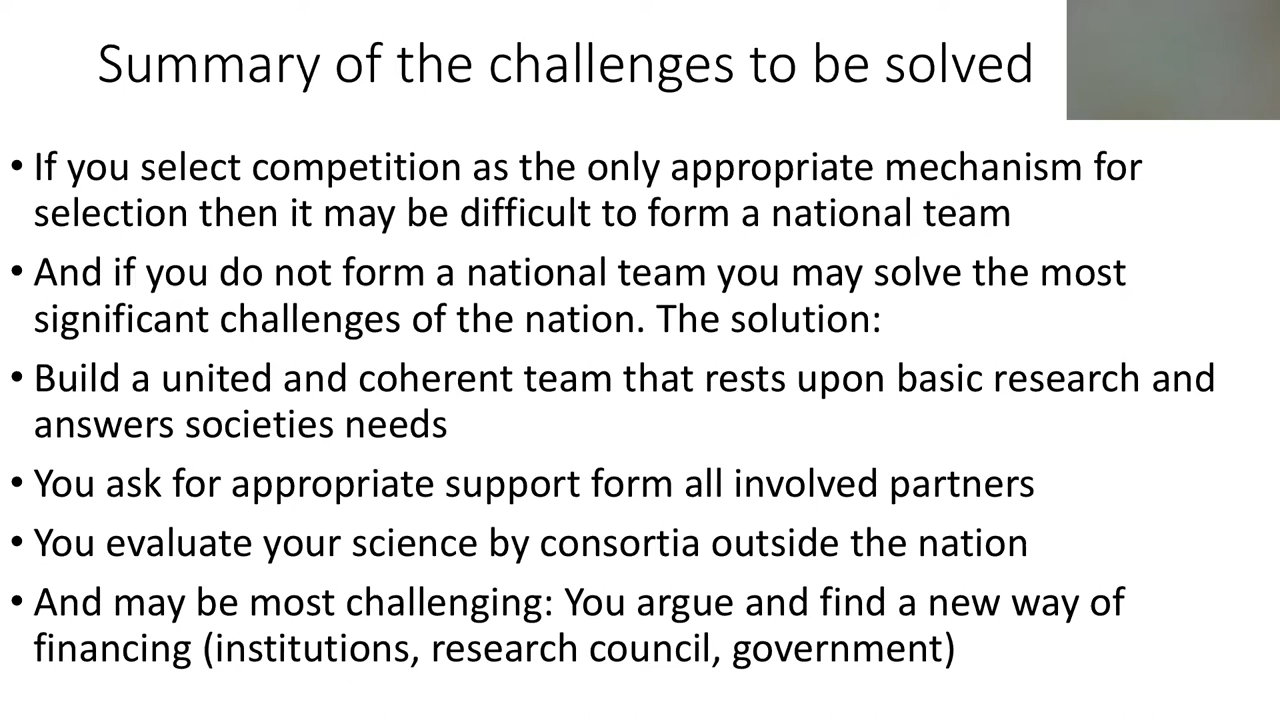 Summary of the challenges to be solved
• If you select competition as the only appropriate mechanism for
selection then it may be difficult to form a national team
• And if you do not form a national team you may solve the most
significant challenges of the nation. The solution:
• Build a united and coherent team that rests upon basic research and
answers societies needs
• You ask for appropriate support form all involved partners
• You evaluate your science by consortia outside the nation
• And may be most challenging: You argue and find a new way of
financing (institutions, research council, government)